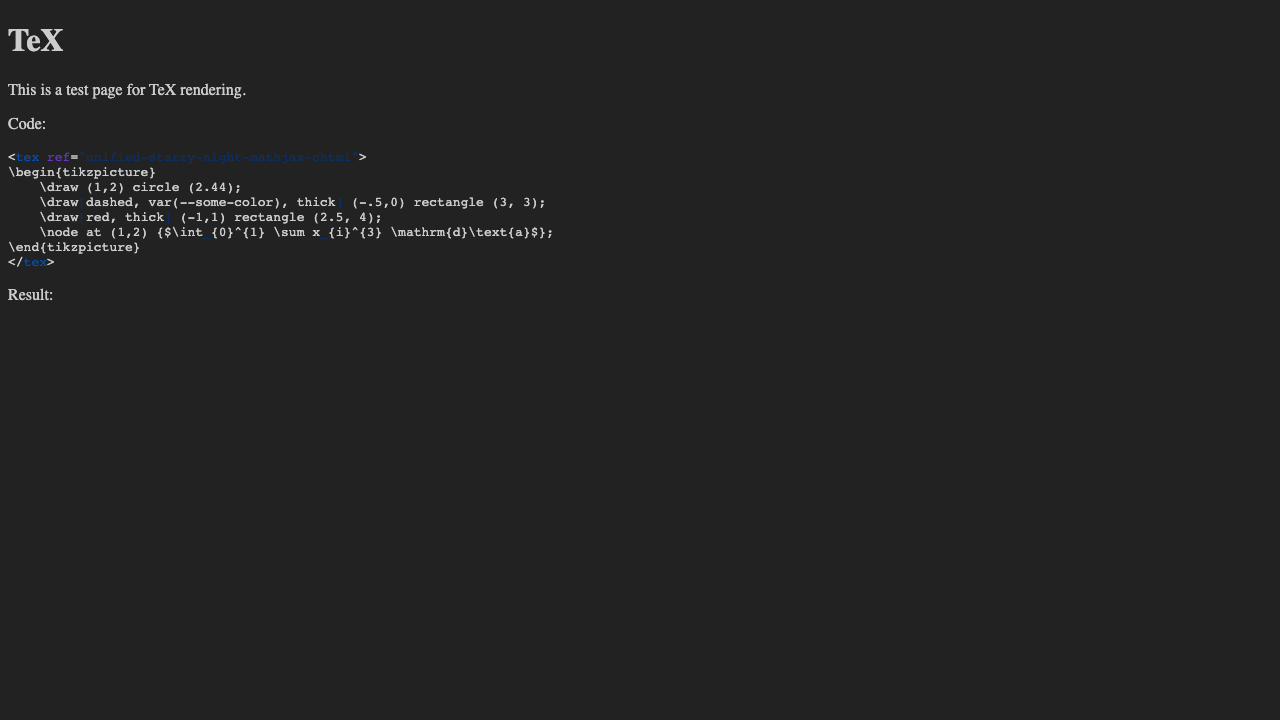 TeX
This is a test page for TeX rendering.
Code:
<tex ref="unified-starry-night-mathjax-chtml">
\begin{tikzpicture}
    \draw (1,2) circle (2.44);
    \draw[dashed, var(--some-color), thick] (-.5,0) rectangle (3, 3);
    \draw[red, thick] (-1,1) rectangle (2.5, 4);
    \node at (1,2) {$\int_{0}^{1} \sum x_{i}^{3} \mathrm{d}\text{a}$};
\end{tikzpicture}
</tex>
Result: